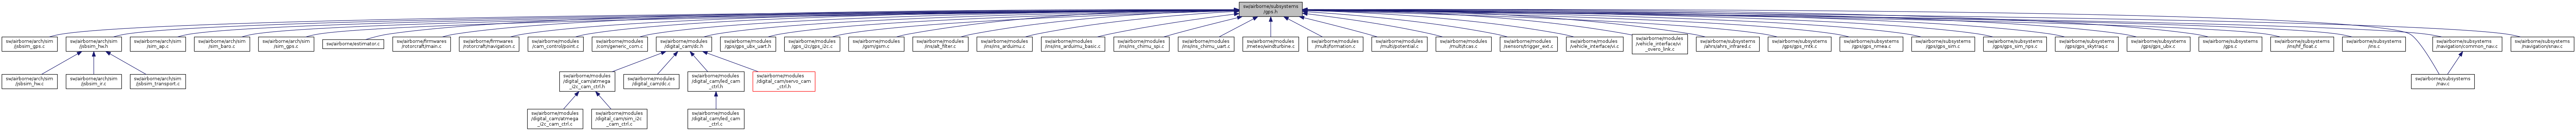 sw/airborne/subsystems
/gps.h
sw/airborne/arch/sim
/jsbsim_gps.c
sw/airborne/arch/sim
/jsbsim_hw.h
sw/airborne/arch/sim
/sim_ap.c
sw/airborne/arch/sim
/sim_baro.c
sw/airborne/arch/sim
/sim_gps.c
sw/airborne/estimator.c
sw/airborne/firmwares
/rotorcraft/main.c
sw/airborne/firmwares
/rotorcraft/navigation.c
sw/airborne/modules
/cam_control/point.c
sw/airborne/modules
/com/generic_com.c
sw/airborne/modules
/digital_cam/dc.h
sw/airborne/modules
/gps/gps_ubx_ucenter.h
sw/airborne/modules
/gps_i2c/gps_i2c.c
sw/airborne/modules
/gsm/gsm.c
sw/airborne/modules
/ins/alt_filter.c
sw/airborne/modules
/ins/ins_arduimu.c
sw/airborne/modules
/ins/ins_arduimu_basic.c
sw/airborne/modules
/ins/ins_chimu_spi.c
sw/airborne/modules
/ins/ins_chimu_uart.c
sw/airborne/modules
/meteo/windturbine.c
sw/airborne/modules
/multi/formation.c
sw/airborne/modules
/multi/potential.c
sw/airborne/modules
/multi/tcas.c
sw/airborne/modules
/sensors/trigger_ext.c
sw/airborne/modules
/vehicle_interface/vi.c
sw/airborne/modules
/vehicle_interface/vi
_overo_link.c
sw/airborne/subsystems
/ahrs/ahrs_infrared.c
sw/airborne/subsystems
/gps/gps_mtk.c
sw/airborne/subsystems
/gps/gps_nmea.c
sw/airborne/subsystems
/gps/gps_sim.c
sw/airborne/subsystems
/gps/gps_sim_nps.c
sw/airborne/subsystems
/gps/gps_skytraq.c
sw/airborne/subsystems
/gps/gps_ubx.c
sw/airborne/subsystems
/gps.c
sw/airborne/subsystems
/ins/hf_float.c
sw/airborne/subsystems
/ins.c
sw/airborne/subsystems
/navigation/common_nav.c
sw/airborne/subsystems
/navigation/snav.c
sw/airborne/arch/sim
/jsbsim_hw.c
sw/airborne/arch/sim
/jsbsim_ir.c
sw/airborne/arch/sim
/jsbsim_transport.c
sw/airborne/modules
/digital_cam/atmega
_i2c_cam_ctrl.h
sw/airborne/modules
/digital_cam/dc.c
sw/airborne/modules
/digital_cam/led_cam
_ctrl.h
sw/airborne/modules
/digital_cam/servo_cam
_ctrl.h
sw/airborne/subsystems
/nav.c
sw/airborne/modules
/digital_cam/atmega
_i2c_cam_ctrl.c
sw/airborne/modules
/digital_cam/sim_i2c
_cam_ctrl.c
sw/airborne/modules
/digital_cam/led_cam
_ctrl.c